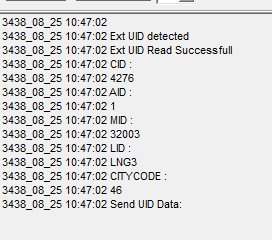 3438_08_25 10:47:02
3438_08_25 10:47:02 Ext UID detected
3438_08_25 10:47:02 Ext UID Read Successfull
3438_08_25 10:47:02 CID :
3438_08_25 10:47:02 4276
3438_08_25 10:47:02 AID :
3438_08_25 10:47:02 1
3438_08_25 10:47:02 MID :
3438_08_25 10:47:02 32003
3438_08_25 10:47:02 LID :
3438_08_25 10:47:02 LNG3
3438_08_25 10:47:02 CITYCODE :
3438_08_25 10:47:02 46
3438_08_25 10:47:02 Send UID Data: